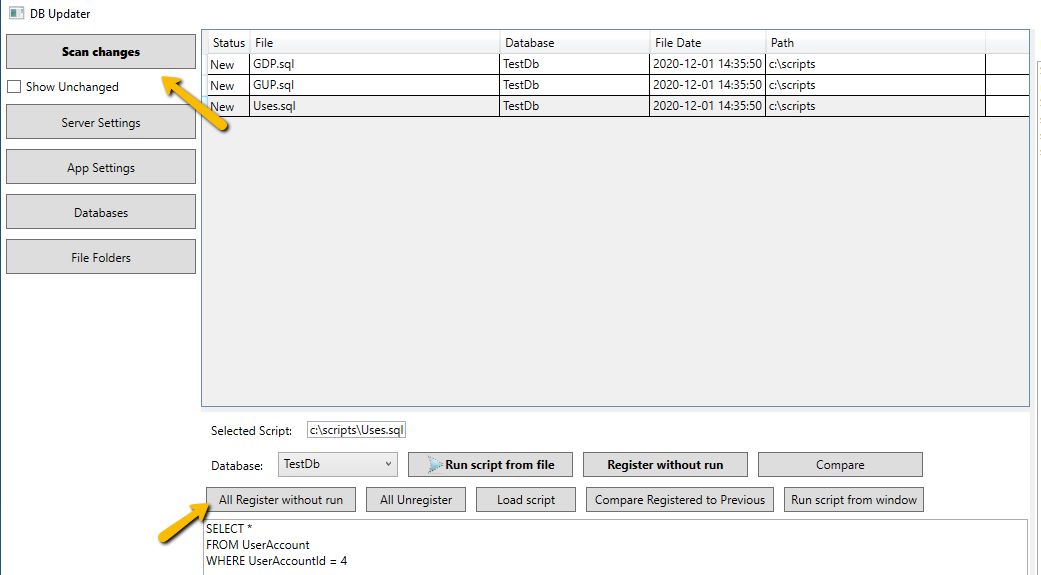 DB Updater
Scan changes
Show Unchanged
Server Settings
App Settings
Databases
File Folders
Status File Database File Date Path
New GDP.sql TestDb 2020-12-01 14:35:50 c:\scripts
New GUP.sql TestDb 2020-12-01 14:35:50 c:\scripts
New Uses.sql TestDb 2020-12-01 14:35:50 c:\scripts
Selected Script: c:\scripts\Uses.sql
Database: TestDb Run script from file Register without run Compare
All Register without run All Unregister Load script Compare Registered to Previous Run script from window
SELECT *
FROM UserAccount
WHERE UserAccountId = 4